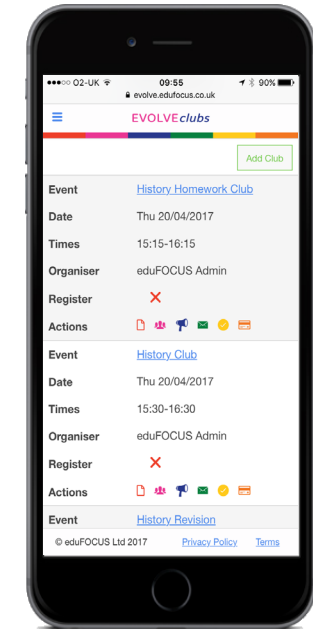 O2-UK 09:55 90%
evolve.edufocus.co.uk
EVOLVEclubs
Add Club
Event History Homework Club
Date Thu 20/04/2017
Times 15:15-16:15
Organiser eduFOCUS Admin
Register
Actions
Event History Club
Date Thu 20/04/2017
Times 15:30-16:30
Organiser eduFOCUS Admin
Register
Actions
Event History Revision
© eduFOCUS Ltd 2017 Privacy Policy Terms